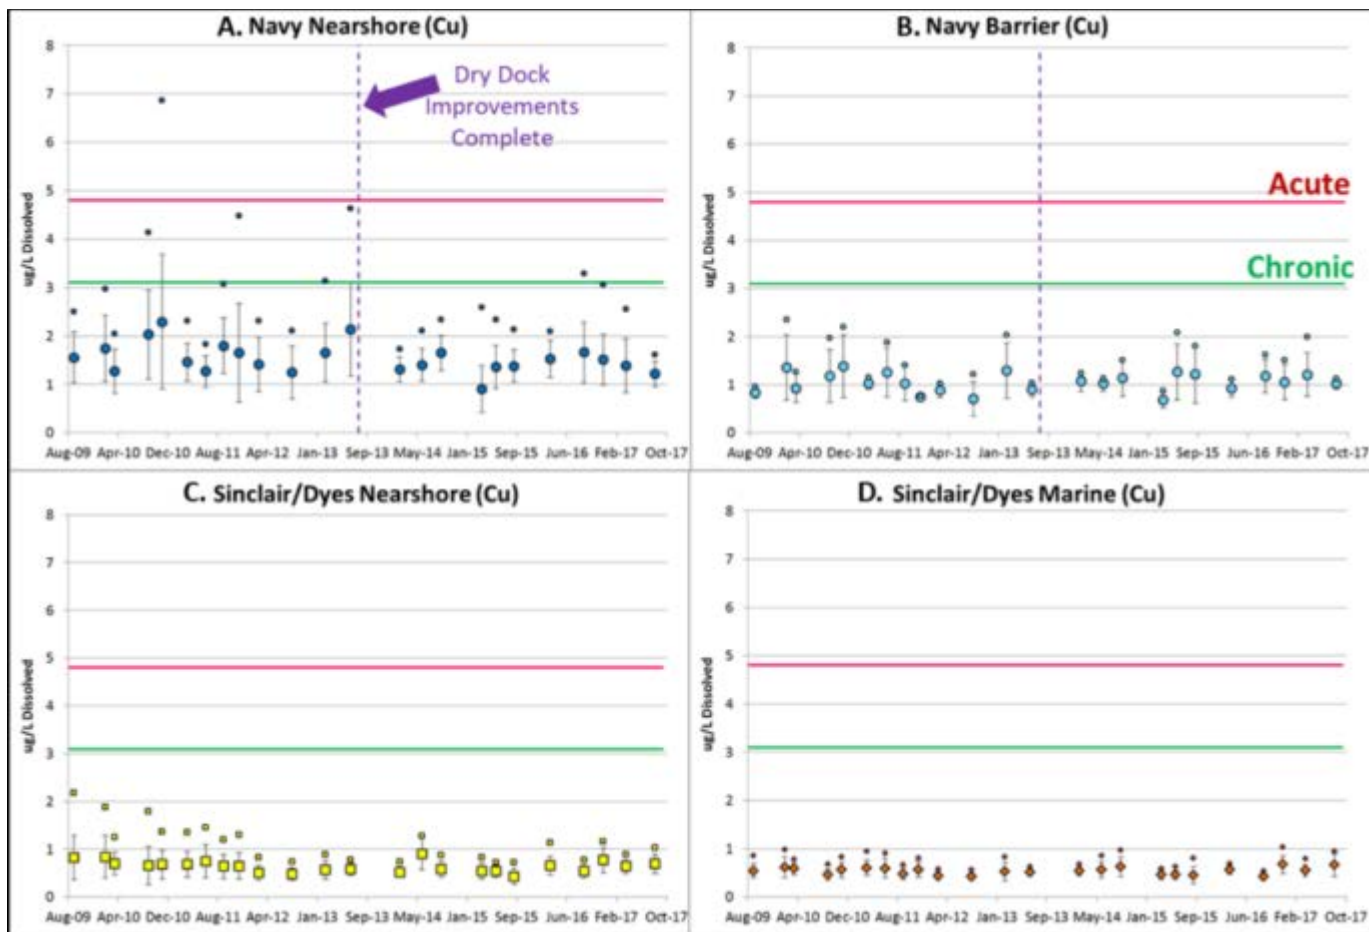 A. Navy Nearshore (Cu)
8
7
6
5
4
3
2
1
0
ug/L Dissolved
Dry Dock
Improvements
Complete
Aug-09 Apr-10 Dec-10 Aug-11 Apr-12 Jan-13 Sep-13 May-14 Jan-15 Sep-15 Jun-16 Feb-17 Oct-17
B. Navy Barrier (Cu)
8
7
6
5
4
3
2
1
0
ug/L Dissolved
Acute
Chronic
Aug-09 Apr-10 Dec-10 Aug-11 Apr-12 Jan-13 Sep-13 May-14 Jan-15 Sep-15 Jun-16 Feb-17 Oct-17
C. Sinclair/Dyes Nearshore (Cu)
8
7
6
5
4
3
2
1
0
ug/L Dissolved
Aug-09 Apr-10 Dec-10 Aug-11 Apr-12 Jan-13 Sep-13 May-14 Jan-15 Sep-15 Jun-16 Feb-17 Oct-17
D. Sinclair/Dyes Marine (Cu)
8
7
6
5
4
3
2
1
0
ug/L Dissolved
Aug-09 Apr-10 Dec-10 Aug-11 Apr-12 Jan-13 Sep-13 May-14 Jan-15 Sep-15 Jun-16 Feb-17 Oct-17